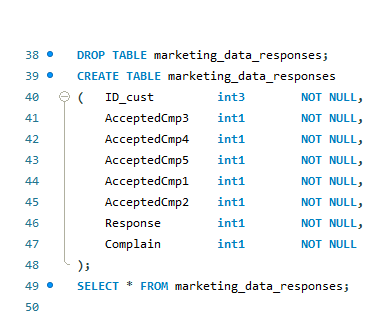 38 DROP TABLE marketing_data_responses;
39 CREATE TABLE marketing_data_responses
40 ( ID_cust int3 NOT NULL,
41 AcceptedCmp3 int1 NOT NULL,
42 AcceptedCmp4 int1 NOT NULL,
43 AcceptedCmp5 int1 NOT NULL,
44 AcceptedCmp1 int1 NOT NULL,
45 AcceptedCmp2 int1 NOT NULL,
46 Response int1 NOT NULL,
47 Complain int1 NOT NULL
48 );
49 SELECT * FROM marketing_data_responses;
50